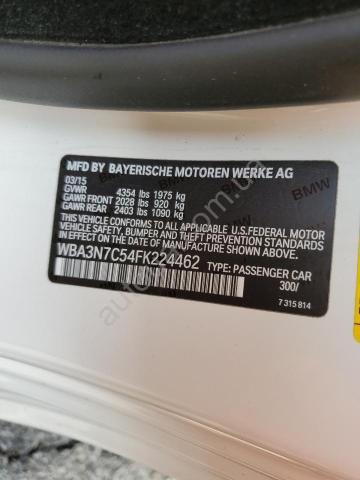 MFD BY BAYERISCHE MOTOREN WERKE AG
03/15
GVWR 4354 lbs 1975 kg
GAWR FRONT 2028 lbs 920 kg
GAWR REAR 2403 lbs 1090 kg
THIS VEHICLE CONFORMS TO ALL APPLICABLE U.S. FEDERAL MOTOR
VEHICLE SAFETY, BUMPER AND THEFT PREVENTION STANDARDS
IN EFFECT ON THE DATE OF MANUFACTURE SHOWN ABOVE.
WBA3N7C54FK224462 TYPE: PASSENGER CAR
300/
7 315 814
BMW